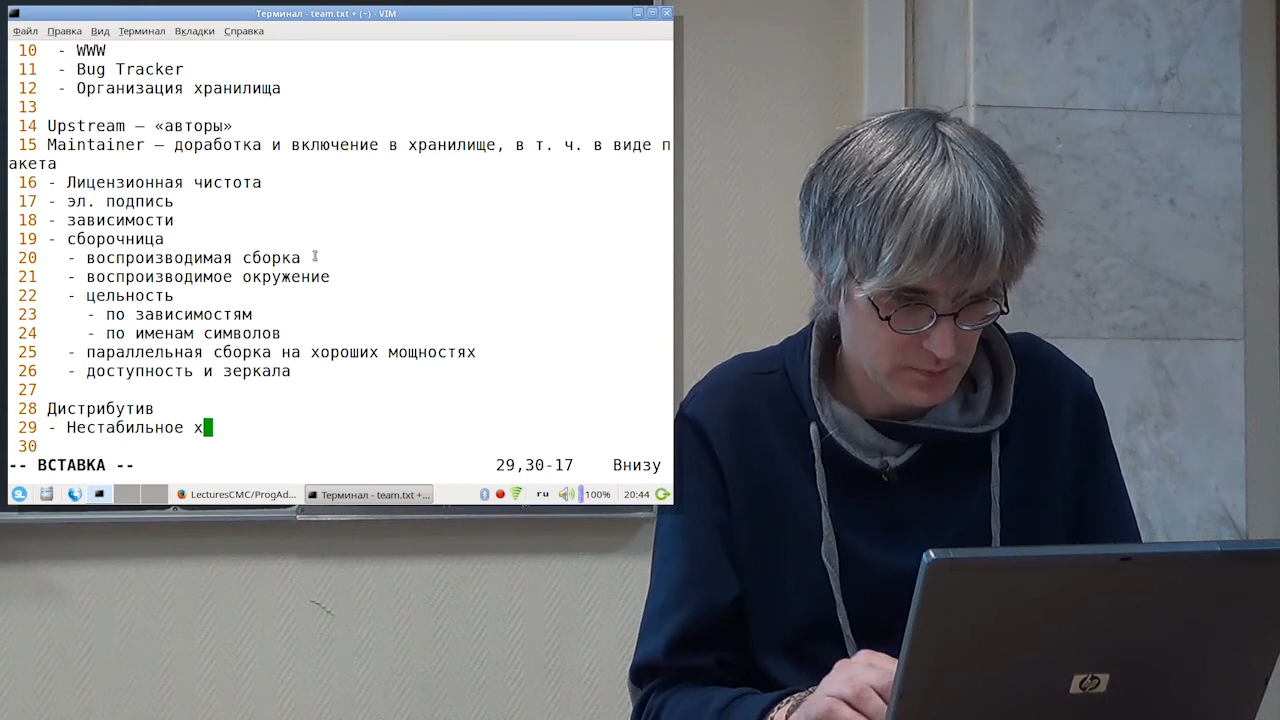 Терминал - team.txt + (~) - VIM
Файл Правка Вид Терминал Вкладки Справка
10 - WWW
11 - Bug Tracker
12 - Организация хранилища
13
14 Upstream — «авторы»
15 Maintainer — доработка и включение в хранилище, в т. ч. в виде п
акета
16 - Лицензионная чистота
17 - эл. подпись
18 - зависимости
19 - сборочница
20 - воспроизводимая сборка
21 - воспроизводимое окружение
22 - цельность
23 - по зависимостям
24 - по именам символов
25 - параллельная сборка на хороших мощностях
26 - доступность и зеркала
27
28 Дистрибутив
29 - Нестабильное х
30
-- ВСТАВКА -- 29,30-17 Внизу
SL LecturesCMC/ProgAd... Терминал - team.txt +... ru 100% 20:44
hp